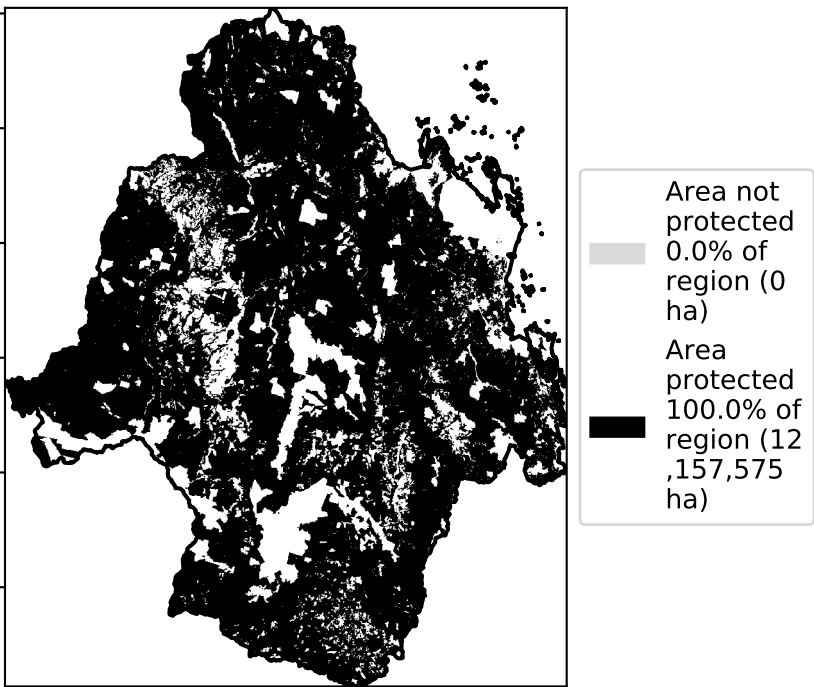 Area not
protected
0.0% of
region (0
ha)
Area
protected
100.0% of
region (12
,157,575
ha)